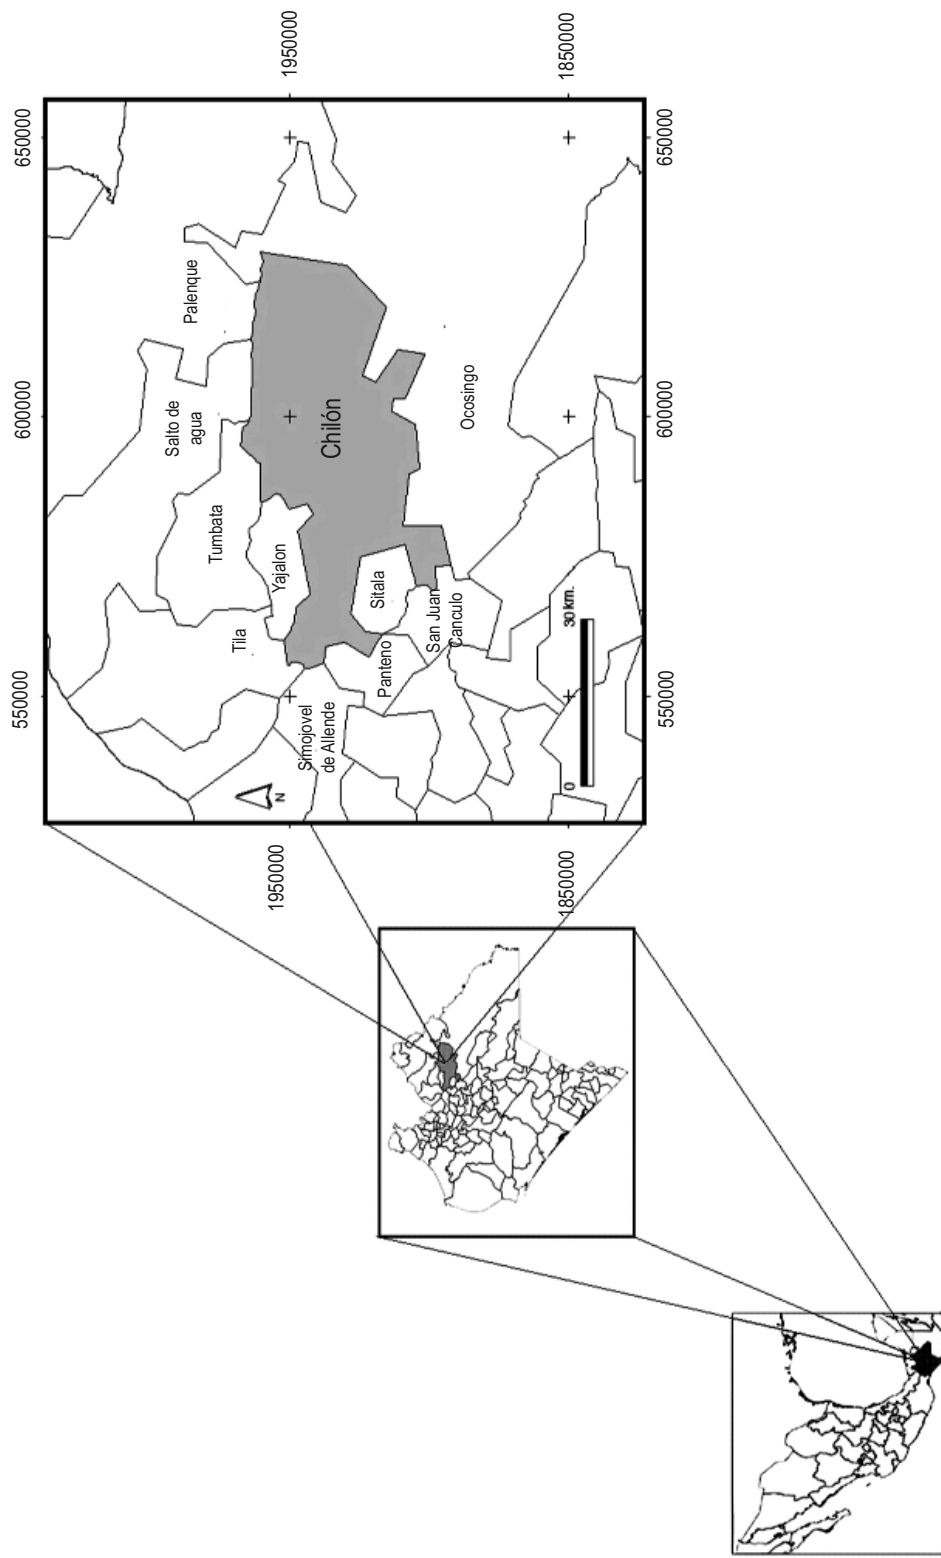 550000
600000
650000
Salto de
agua
Palenque
Tumbata
Tila
1950000
N
Yajalon
1950000
Simojovel
de Allende
Chilón
Sitala
Panteno
San Juan
Canculo
Ocosingo
1850000
0
30 km.
1850000
550000
600000
650000